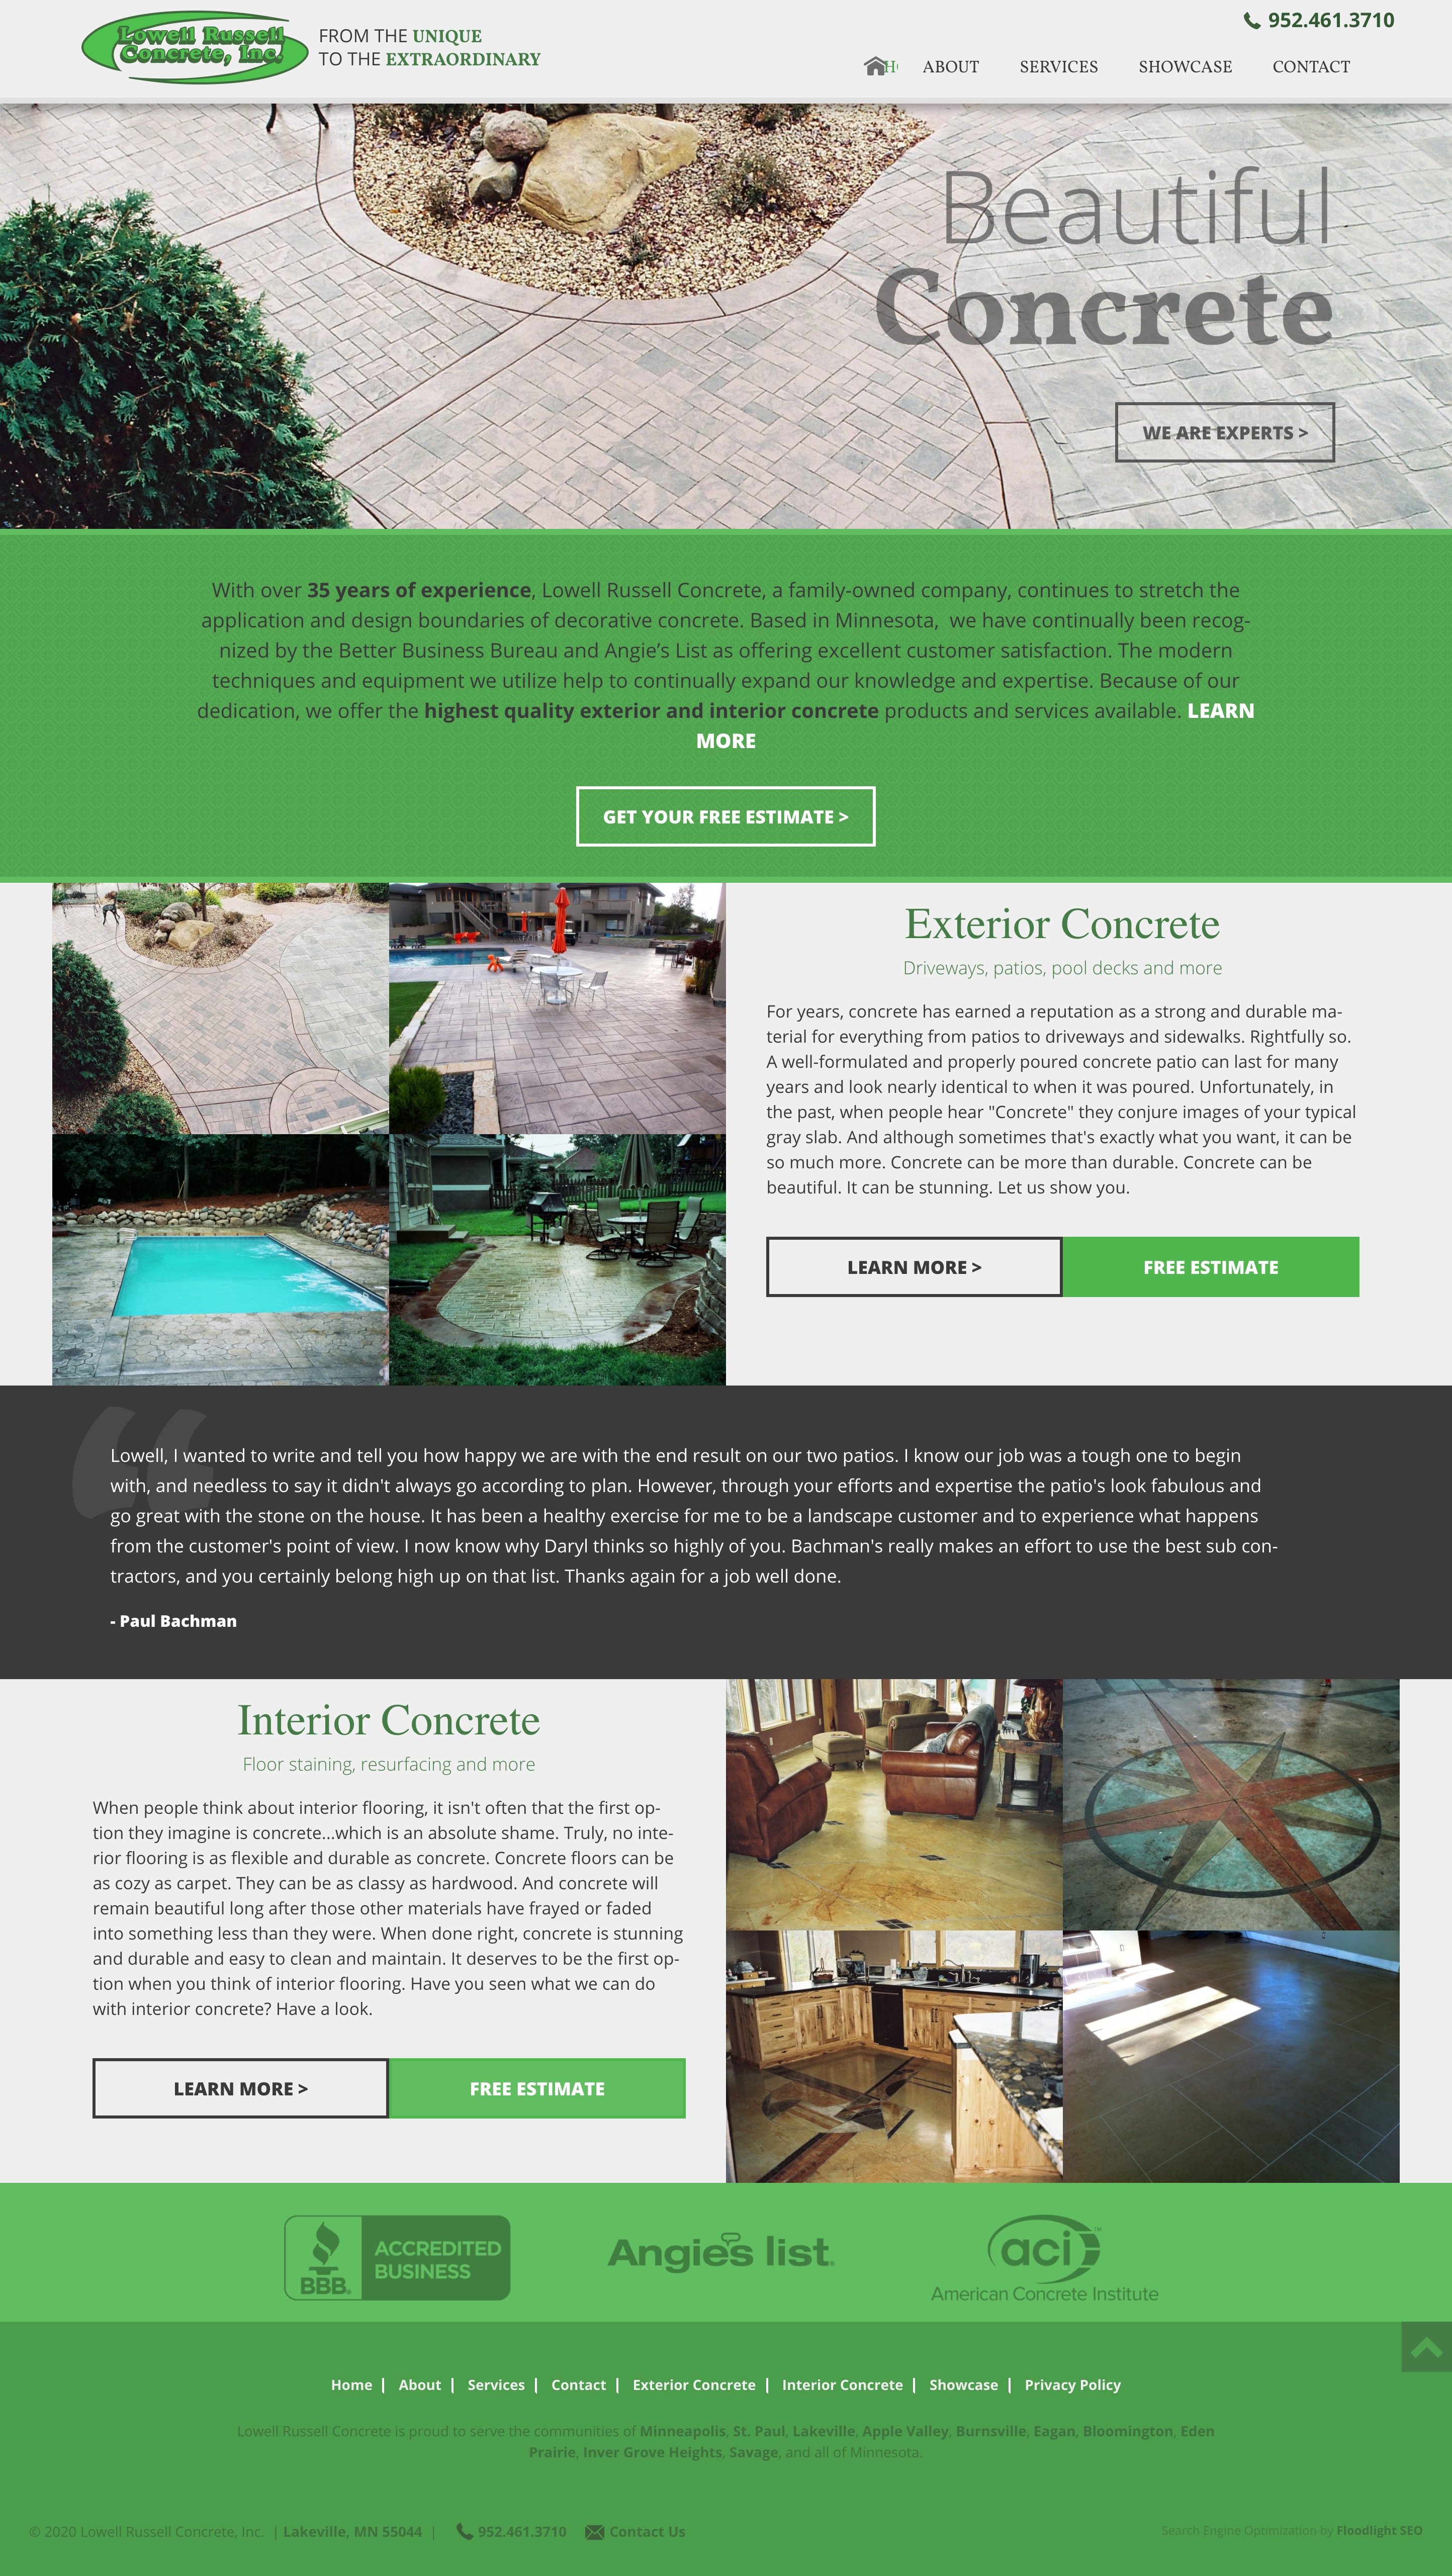 Lowell Russell
Concrete, Inc.
FROM THE UNIQUE
TO THE EXTRAORDINARY
952.461.3710
ABOUT SERVICES SHOWCASE CONTACT
Beautiful
Concrete
WE ARE EXPERTS >
With over 35 years of experience, Lowell Russell Concrete, a family-owned company, continues to stretch the
application and design boundaries of decorative concrete. Based in Minnesota, we have continually been recog-
nized by the Better Business Bureau and Angie’s List as offering excellent customer satisfaction. The modern
techniques and equipment we utilize help to continually expand our knowledge and expertise. Because of our
dedication, we offer the highest quality exterior and interior concrete products and services available. LEARN
MORE
GET YOUR FREE ESTIMATE >
Exterior Concrete
Driveways, patios, pool decks and more
For years, concrete has earned a reputation as a strong and durable ma-
terial for everything from patios to driveways and sidewalks. Rightfully so.
A well-formulated and properly poured concrete patio can last for many
years and look nearly identical to when it was poured. Unfortunately, in
the past, when people hear "Concrete" they conjure images of your typical
gray slab. And although sometimes that's exactly what you want, it can be
so much more. Concrete can be more than durable. Concrete can be
beautiful. It can be stunning. Let us show you.
LEARN MORE > FREE ESTIMATE
“
Lowell, I wanted to write and tell you how happy we are with the end result on our two patios. I know our job was a tough one to begin
with, and needless to say it didn't always go according to plan. However, through your efforts and expertise the patio's look fabulous and
go great with the stone on the house. It has been a healthy exercise for me to be a landscape customer and to experience what happens
from the customer's point of view. I now know why Daryl thinks so highly of you. Bachman's really makes an effort to use the best sub con-
tractors, and you certainly belong high up on that list. Thanks again for a job well done.
- Paul Bachman
Interior Concrete
Floor staining, resurfacing and more
When people think about interior flooring, it isn't often that the first op-
tion they imagine is concrete...which is an absolute shame. Truly, no inte-
rior flooring is as flexible and durable as concrete. Concrete floors can be
as cozy as carpet. They can be as classy as hardwood. And concrete will
remain beautiful long after those other materials have frayed or faded
into something less than they were. When done right, concrete is stunning
and durable and easy to clean and maintain. It deserves to be the first op-
tion when you think of interior flooring. Have you seen what we can do
with interior concrete? Have a look.
LEARN MORE > FREE ESTIMATE
BBB® ACCREDITED
BUSINESS
Angie's list®
aci™
American Concrete Institute
Home | About | Services | Contact | Exterior Concrete | Interior Concrete | Showcase | Privacy Policy
Lowell Russell Concrete is proud to serve the communities of Minneapolis, St. Paul, Lakeville, Apple Valley, Burnsville, Eagan, Bloomington, Eden
Prairie, Inver Grove Heights, Savage, and all of Minnesota.
© 2020 Lowell Russell Concrete, Inc. | Lakeville, MN 55044 | 952.461.3710 Contact Us
Search Engine Optimization by Floodlight SEO